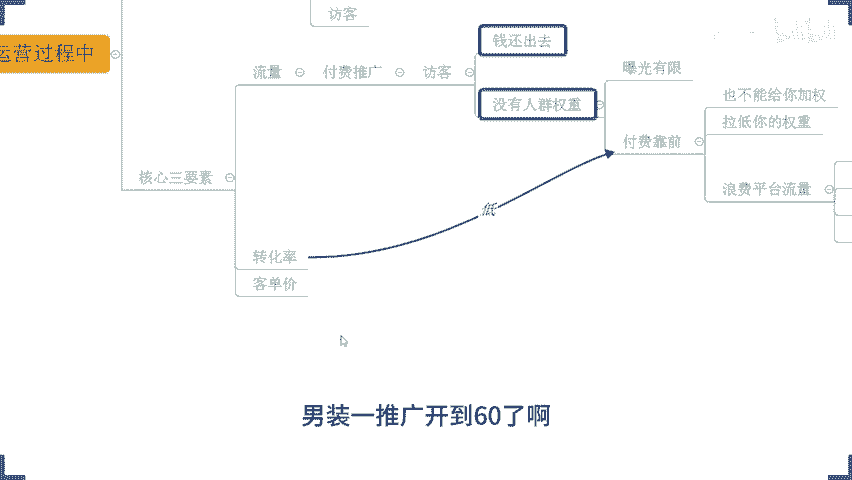 访客
运营过程中
钱还出去
流量
付费推广
访客
曝光有限
没有人群权重
也不能给你加权
拉低你的权重
付费靠前
核心三要素
浪费平台流量
低
转化率
客单价
男装一推广开到60了啊